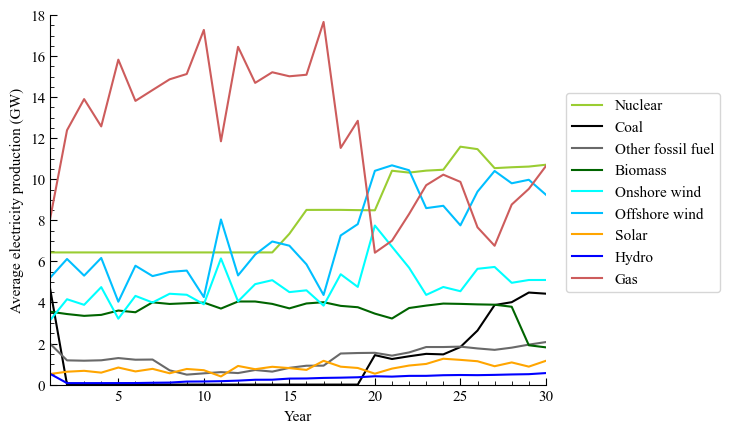 18
16
14
12
10
8
6
4
2
0
Average electricity production (GW)
5
10
15
20
25
30
Year
Nuclear
Coal
Other fossil fuel
Biomass
Onshore wind
Offshore wind
Solar
Hydro
Gas